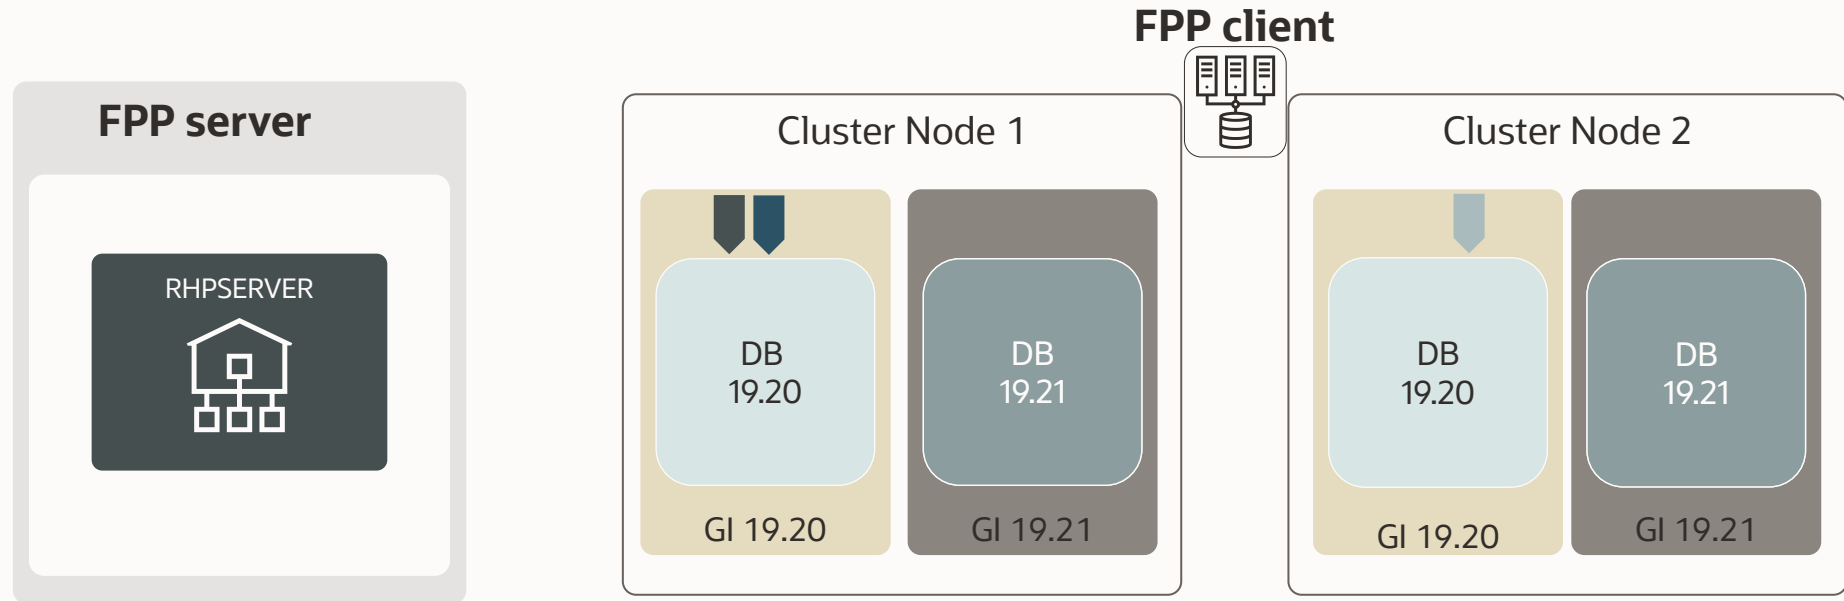 FPP client
FPP server
RHPSERVER
Cluster Node 1
DB
19.20
GI 19.20
DB
19.21
GI 19.21
Cluster Node 2
DB
19.20
GI 19.20
DB
19.21
GI 19.21